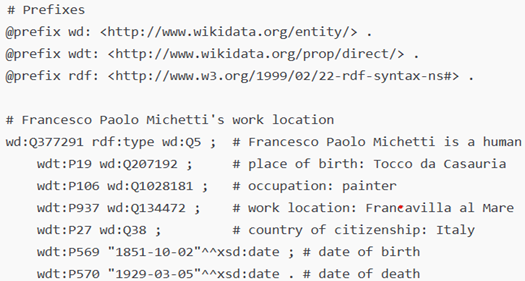 # Prefixes
@prefix wd: <http://www.wikidata.org/entity/> .
@prefix wdt: <http://www.wikidata.org/prop/direct/> .
@prefix rdf: <http://www.w3.org/1999/02/22-rdf-syntax-ns#> .
# Francesco Paolo Michetti's work location
wd:Q377291 rdf:type wd:Q5 ;  # Francesco Paolo Michetti is a human
wdt:P19 wd:Q207192 ;     # place of birth: Tocco da Casauria
wdt:P106 wd:Q1028181 ;   # occupation: painter
wdt:P937 wd:Q134472 ;    # work location: Francavilla al Mare
wdt:P27 wd:Q38 ;         # country of citizenship: Italy
wdt:P569 "1851-10-02"^^xsd:date ; # date of birth
wdt:P570 "1929-03-05"^^xsd:date . # date of death